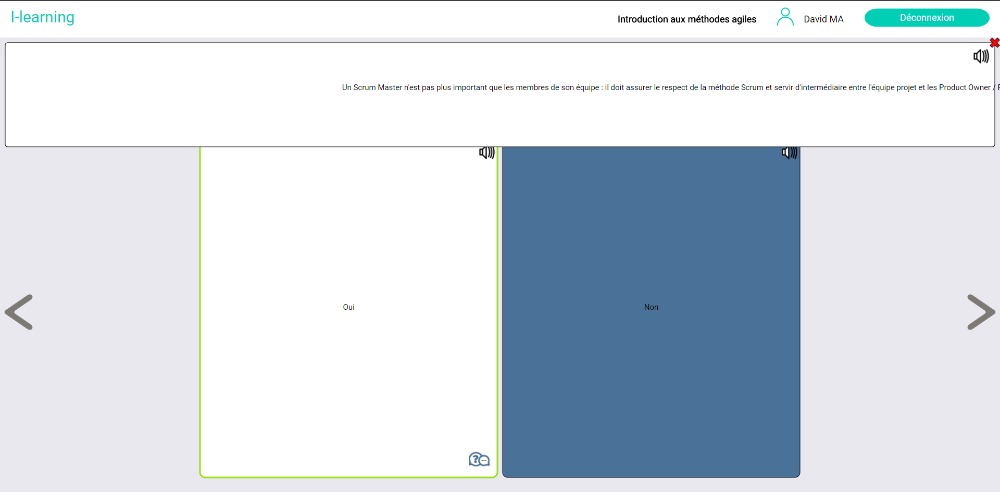 I-learning
Introduction aux méthodes agiles
David MA
Déconnexion
Un Scrum Master n'est pas plus important que les membres de son équipe : il doit assurer le respect de la méthode Scrum et servir d'intermédiaire entre l'équipe projet et les Product Owner /
Oui
Non